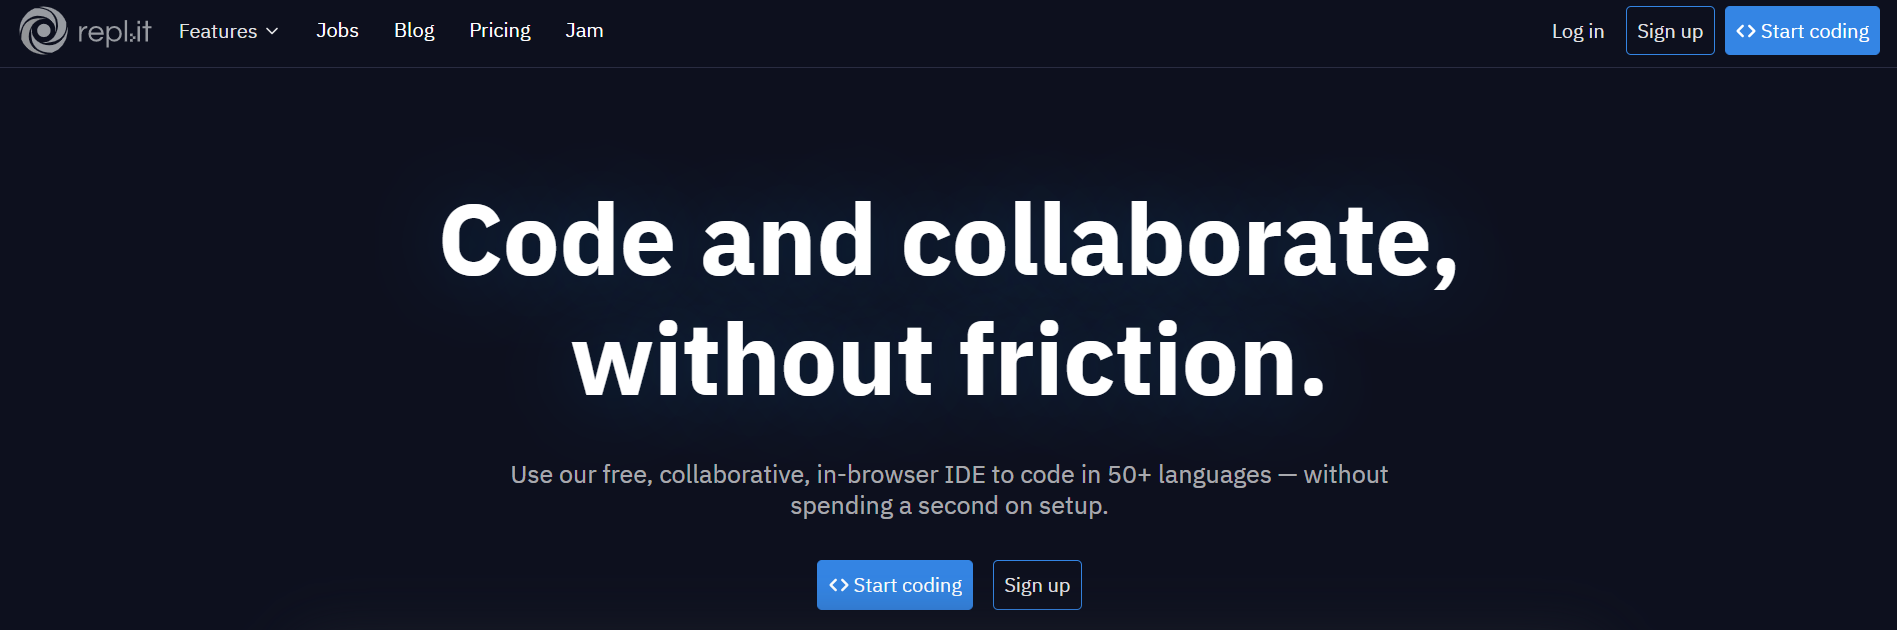 repl.it Features Jobs Blog Pricing Jam Log in Sign up <> Start coding
Code and collaborate,
without friction.
Use our free, collaborative, in-browser IDE to code in 50+ languages — without
spending a second on setup.
<> Start coding Sign up